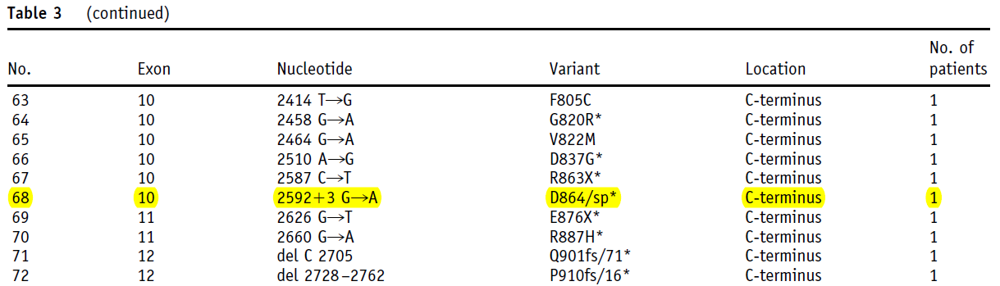 Table 3 (continued)
No. of
No. Exon Nucleotide Variant Location patients
63 10 2414 T→G F805C C-terminus 1
64 10 2458 G→A G820R* C-terminus 1
65 10 2464 G→A V822M C-terminus 1
66 10 2510 A→G D837G* C-terminus 1
67 10 2587 C→T R863X* C-terminus 1
68 10 2592+3 G→A D864/sp* C-terminus 1
69 11 2626 G→T E876X* C-terminus 1
70 11 2660 G→A R887H* C-terminus 1
71 12 del C 2705 Q901fs/71* C-terminus 1
72 12 del 2728–2762 P910fs/16* C-terminus 1